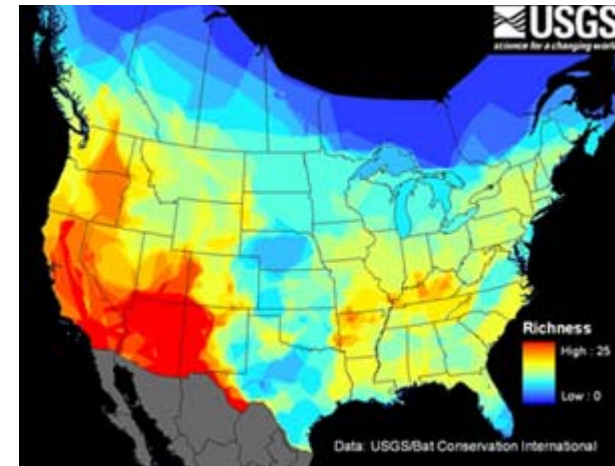 USGS
science for a changing world
Richness
High : 25
Low : 0
Data: USGS/Bat Conservation International